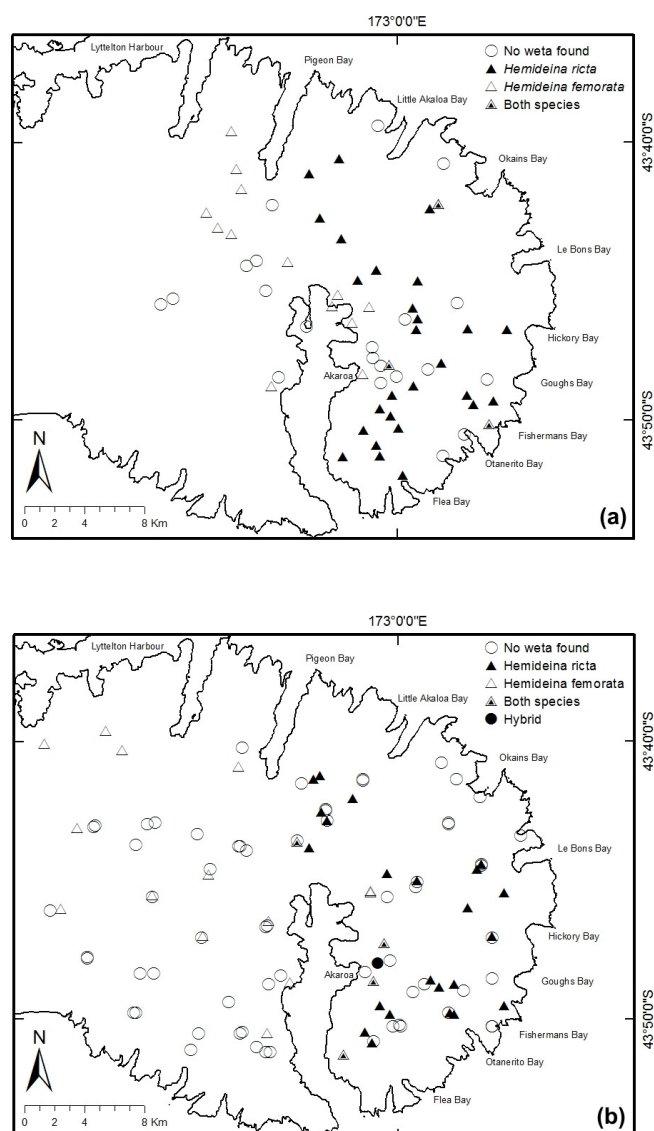 173°0'0"E
Lyttelton Harbour
Pigeon Bay
Little Akaloa Bay
Okains Bay
Le Bons Bay
Hickory Bay
Goughs Bay
Fishermans Bay
Otanerito Bay
Flea Bay
Akaroa
No weta found
Hemideina ricta
Hemideina femorata
Both species
43°40'0"S
43°50'0"S
N
0 2 4 8 Km
(a)
173°0'0"E
Lyttelton Harbour
Pigeon Bay
Little Akaloa Bay
Okains Bay
Le Bons Bay
Hickory Bay
Goughs Bay
Fishermans Bay
Otanerito Bay
Flea Bay
Akaroa
No weta found
Hemideina ricta
Hemideina femorata
Both species
Hybrid
43°40'0"S
43°50'0"S
N
0 2 4 8 Km
(b)